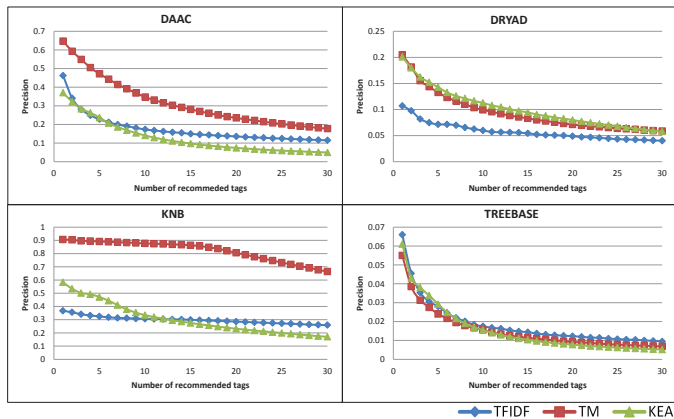 DAAC
0.7
0.6
0.5
0.4
0.3
0.2
0.1
0
Precision
0 5 10 15 20 25 30
Number of recommeded tags
DRYAD
0.25
0.2
0.15
0.1
0.05
0
Precision
0 5 10 15 20 25 30
Number of recommeded tags
KNB
1
0.9
0.8
0.7
0.6
0.5
0.4
0.3
0.2
0.1
0
Precision
0 5 10 15 20 25 30
Number of recommeded tags
TREEBASE
0.07
0.06
0.05
0.04
0.03
0.02
0.01
0
Precision
0 5 10 15 20 25 30
Number of recommeded tags
TFIDF TM KEA